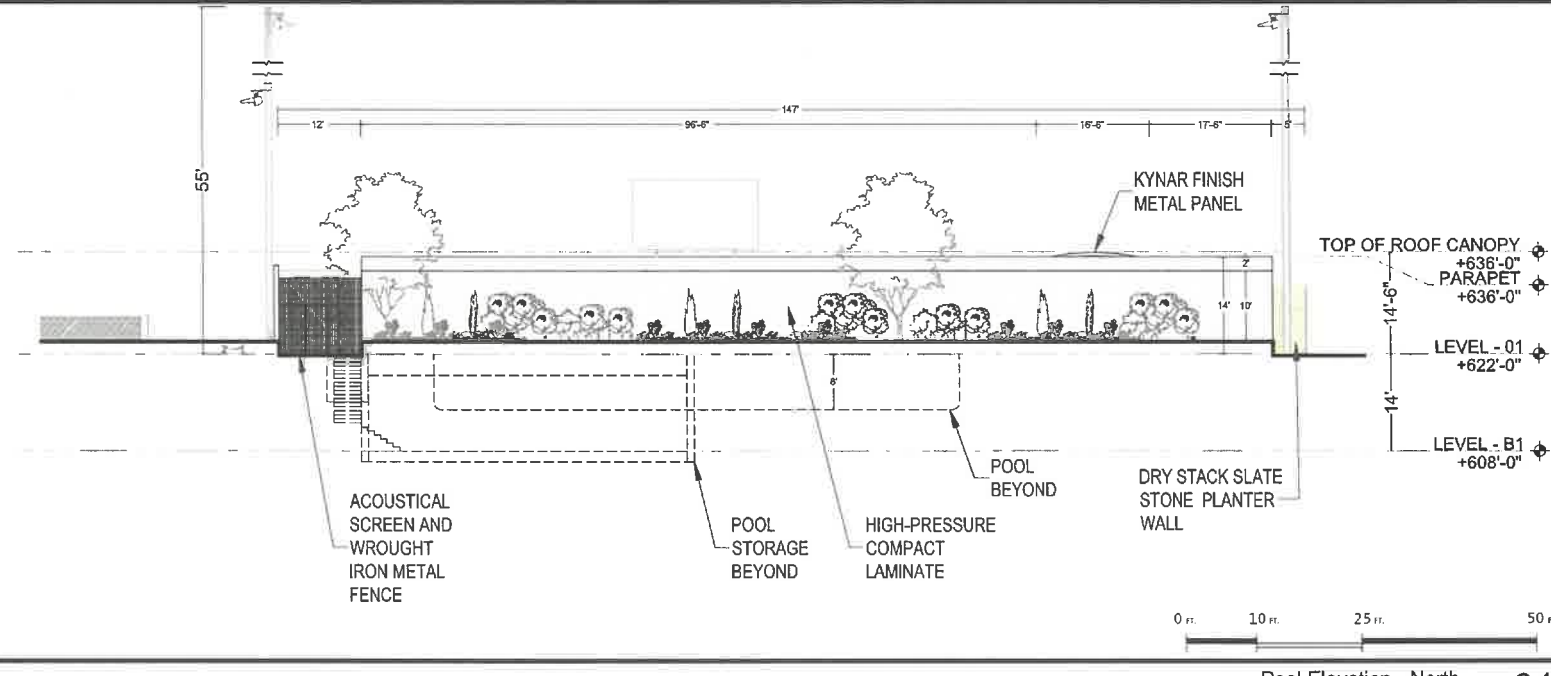 147'
12'
96'-6"
16'-6"
17'-6"
5'
55'
KYNAR FINISH
METAL PANEL
TOP OF ROOF CANOPY
+636'-0"
PARAPET
+636'-0"
2'
14'
10'
14'-6"
LEVEL - 01
+622'-0"
8'
14'
LEVEL - B1
+608'-0"
ACOUSTICAL
SCREEN AND
WROUGHT
IRON METAL
FENCE
POOL
STORAGE
BEYOND
HIGH-PRESSURE
COMPACT
LAMINATE
POOL
BEYOND
DRY STACK SLATE
STONE PLANTER
WALL
0 FT.
10 FT.
25 FT.
50 F